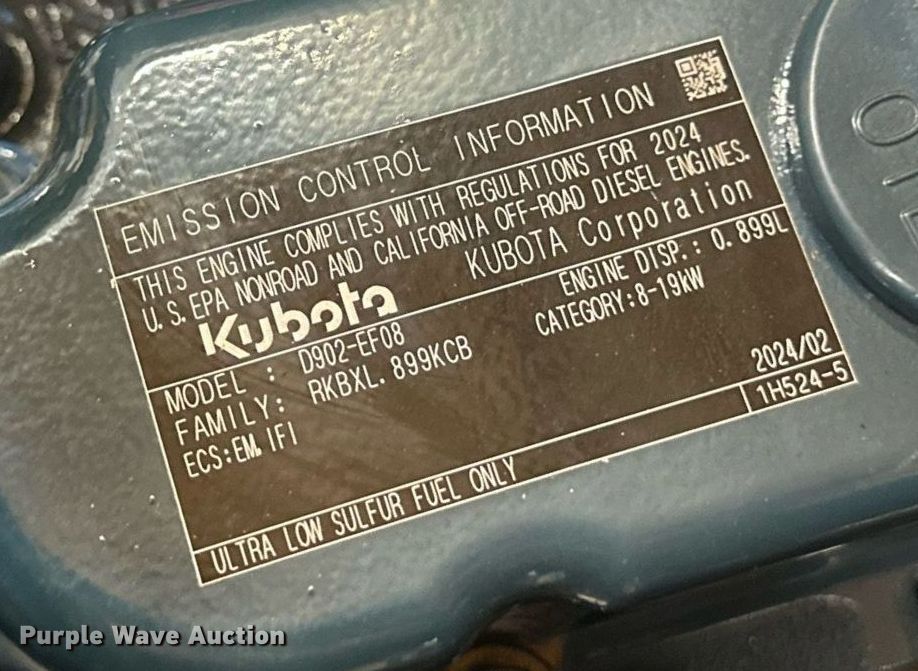 EMISSION CONTROL INFORMATION
THIS ENGINE COMPLIES WITH REGULATIONS FOR 2024
U.S.EPA NONROAD AND CALIFORNIA OFF-ROAD DIESEL ENGINES.
Kubota KUBOTA Corporation
MODEL : D902-EF08 ENGINE DISP.: 0.899L
FAMILY: RKBXL.899KCB CATEGORY:8-19kW
ECS:EM,IFI 2024/02
ULTRA LOW SULFUR FUEL ONLY 1H524-5
Purple Wave Auction